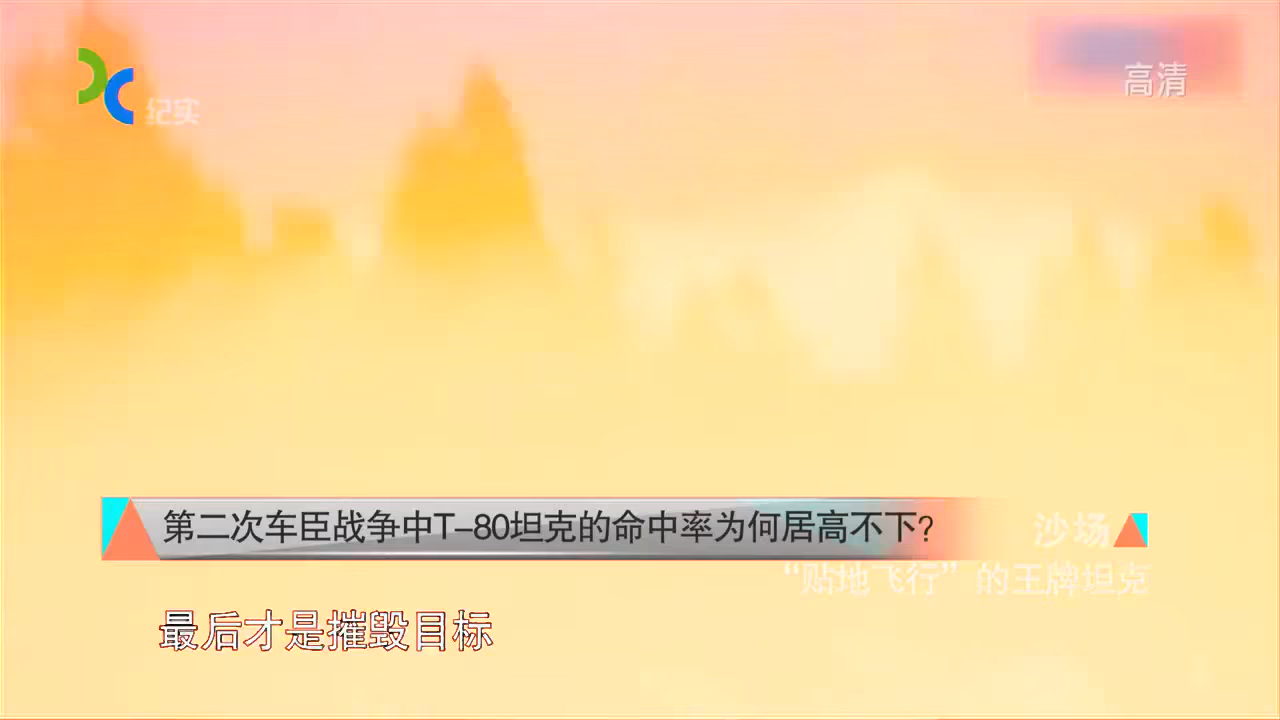 纪实
高清
第二次车臣战争中T-80坦克的命中率为何居高不下?
沙场
“贴地飞行”的王牌坦克
最后才是摧毁目标